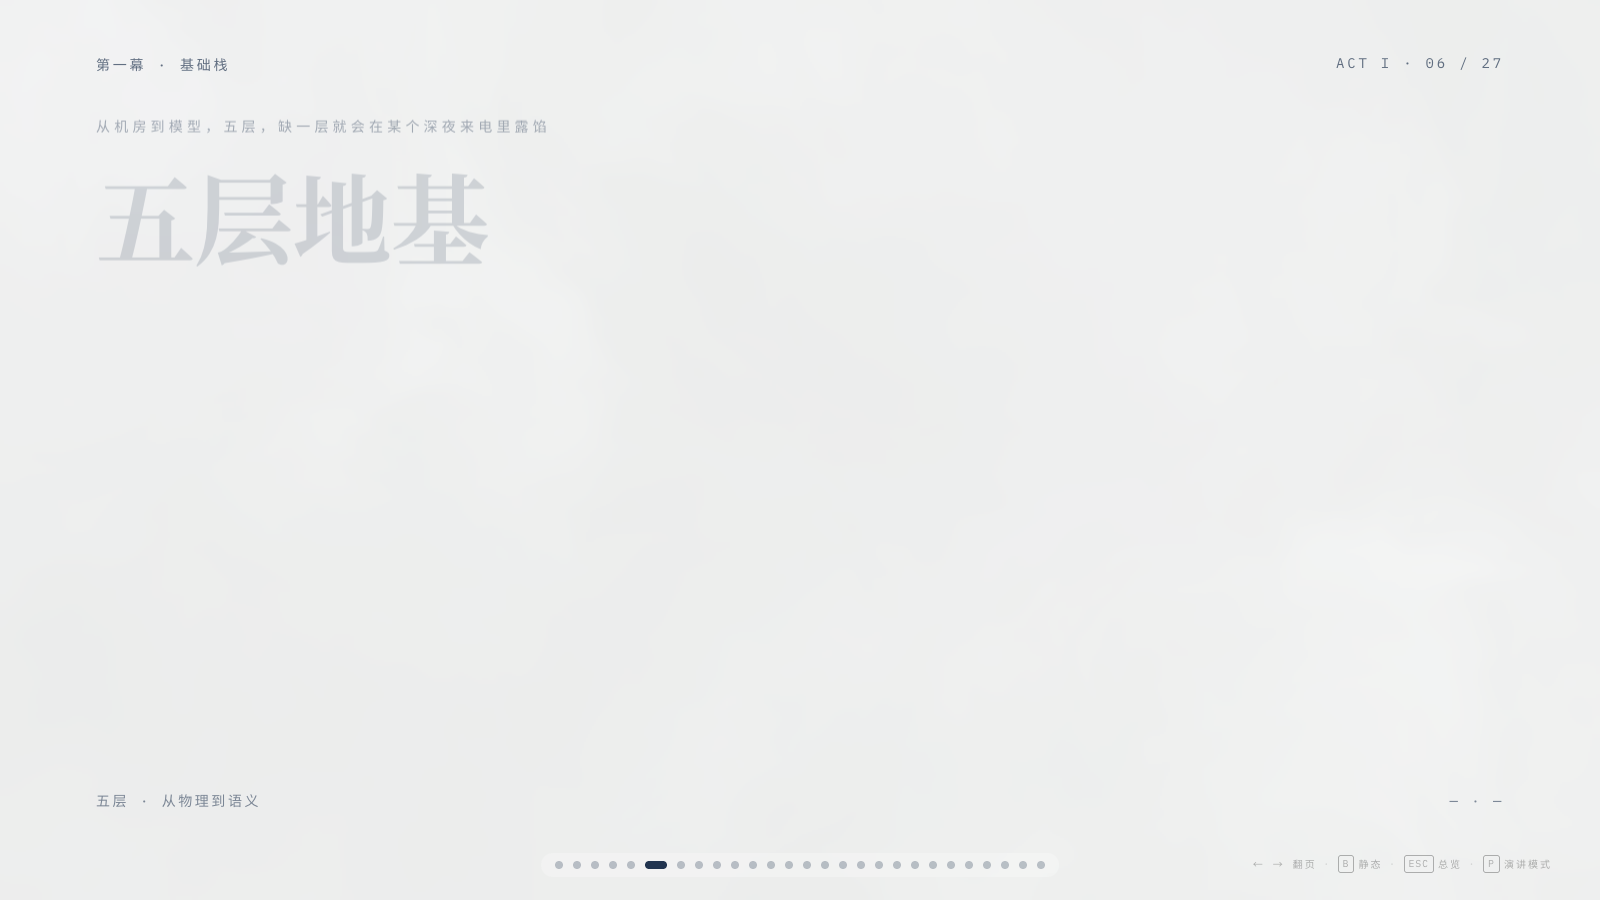 第一幕 · 基础栈
ACT I · 06 / 27
从机房到模型，五层，缺一层就会在某个深夜来电里露馅
五层地基
五层 · 从物理到语义
— · —
← → 翻页 · B 静态 · ESC 总览 · P 演讲模式